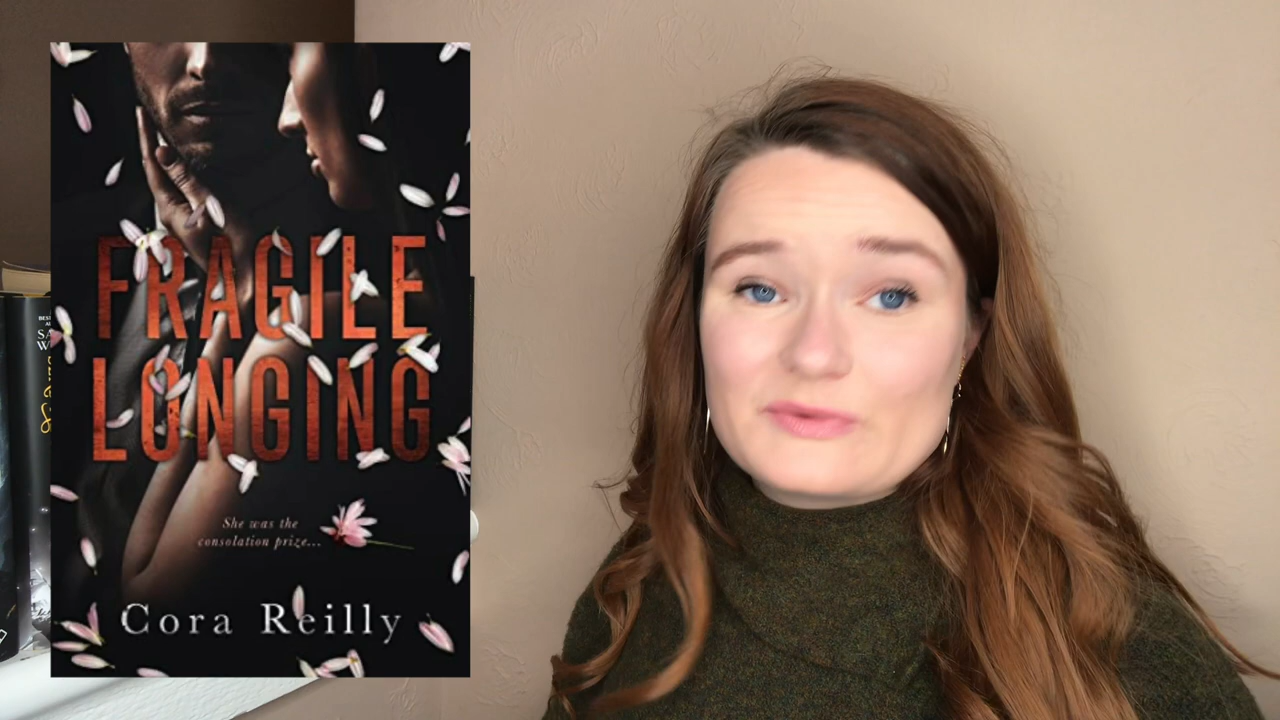 FRAGILE
LONGING
She was the
consolation prize...
Cora Reilly